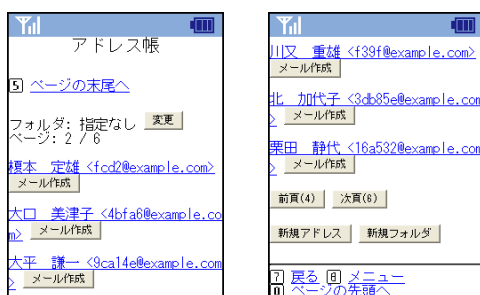 アドレス帳
5 ページの末尾へ
フォルダ: 指定なし 変更
ページ: 2 / 6
榎本 定雄 <fcd2@example.com>
メール作成
大口 美津子 <4bfa6@example.co
m> メール作成
大平 謙一 <9ca14e@example.com
> メール作成
川又 重雄 <f39f@example.com>
メール作成
北 加代子 <3db85e@example.com
> メール作成
栗田 静代 <16a532@example.com
> メール作成
前頁(4) 次頁(6)
新規アドレス 新規フォルダ
7 戻る 8 メニュー
0 ページの先頭へ